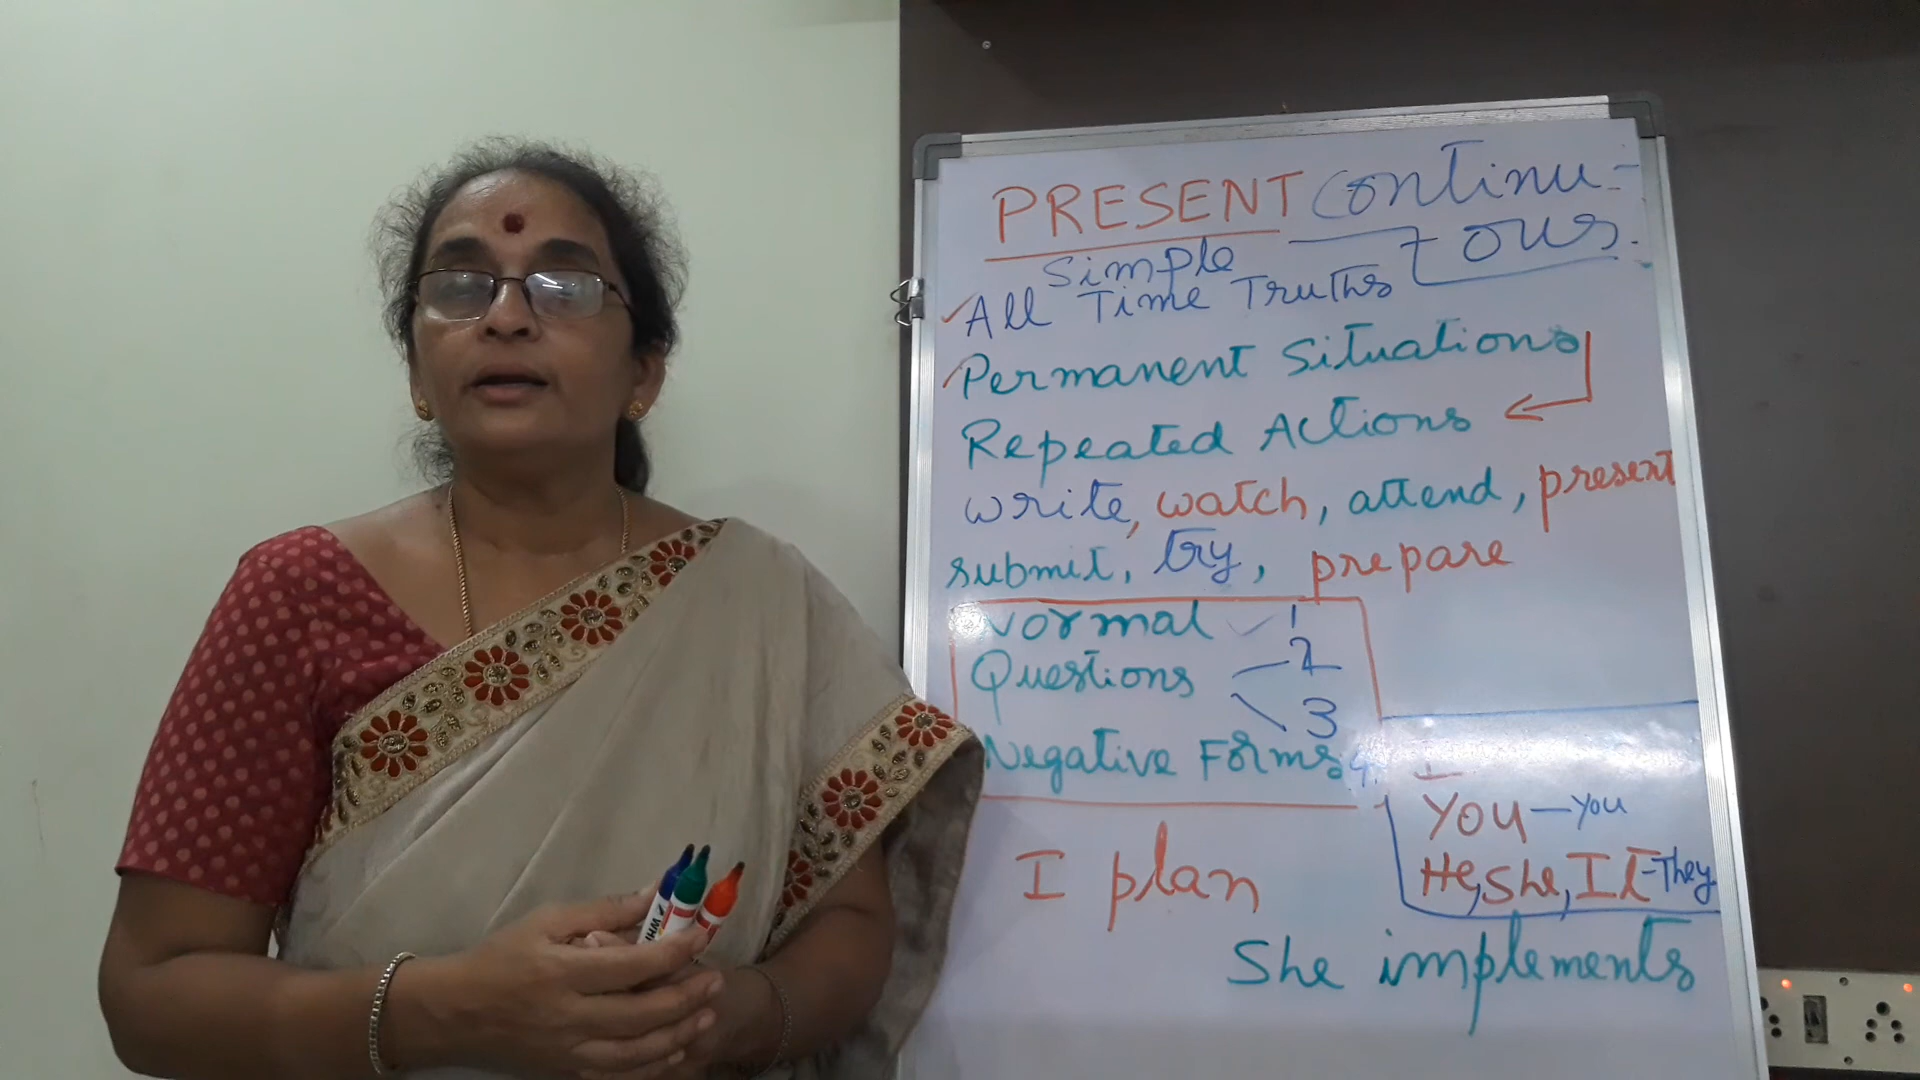 PRESENT Continu-
Simple - ous.
All Time Truths
Permanent Situations
Repeated Actions
write, watch, attend, present
submit, try, prepare
Normal 1
Questions 2
3
Negative Forms 4
I
You - you
He, She, It - They
I plan
She implements